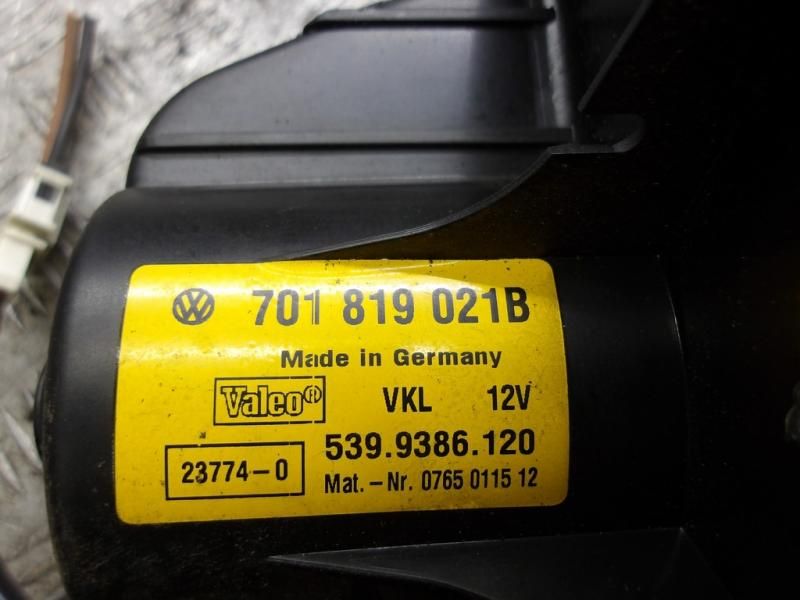 701 819 021B
Made in Germany
Valeo® VKL 12V
23774-0 539.9386.120
Mat.-Nr. 0765 0115 12